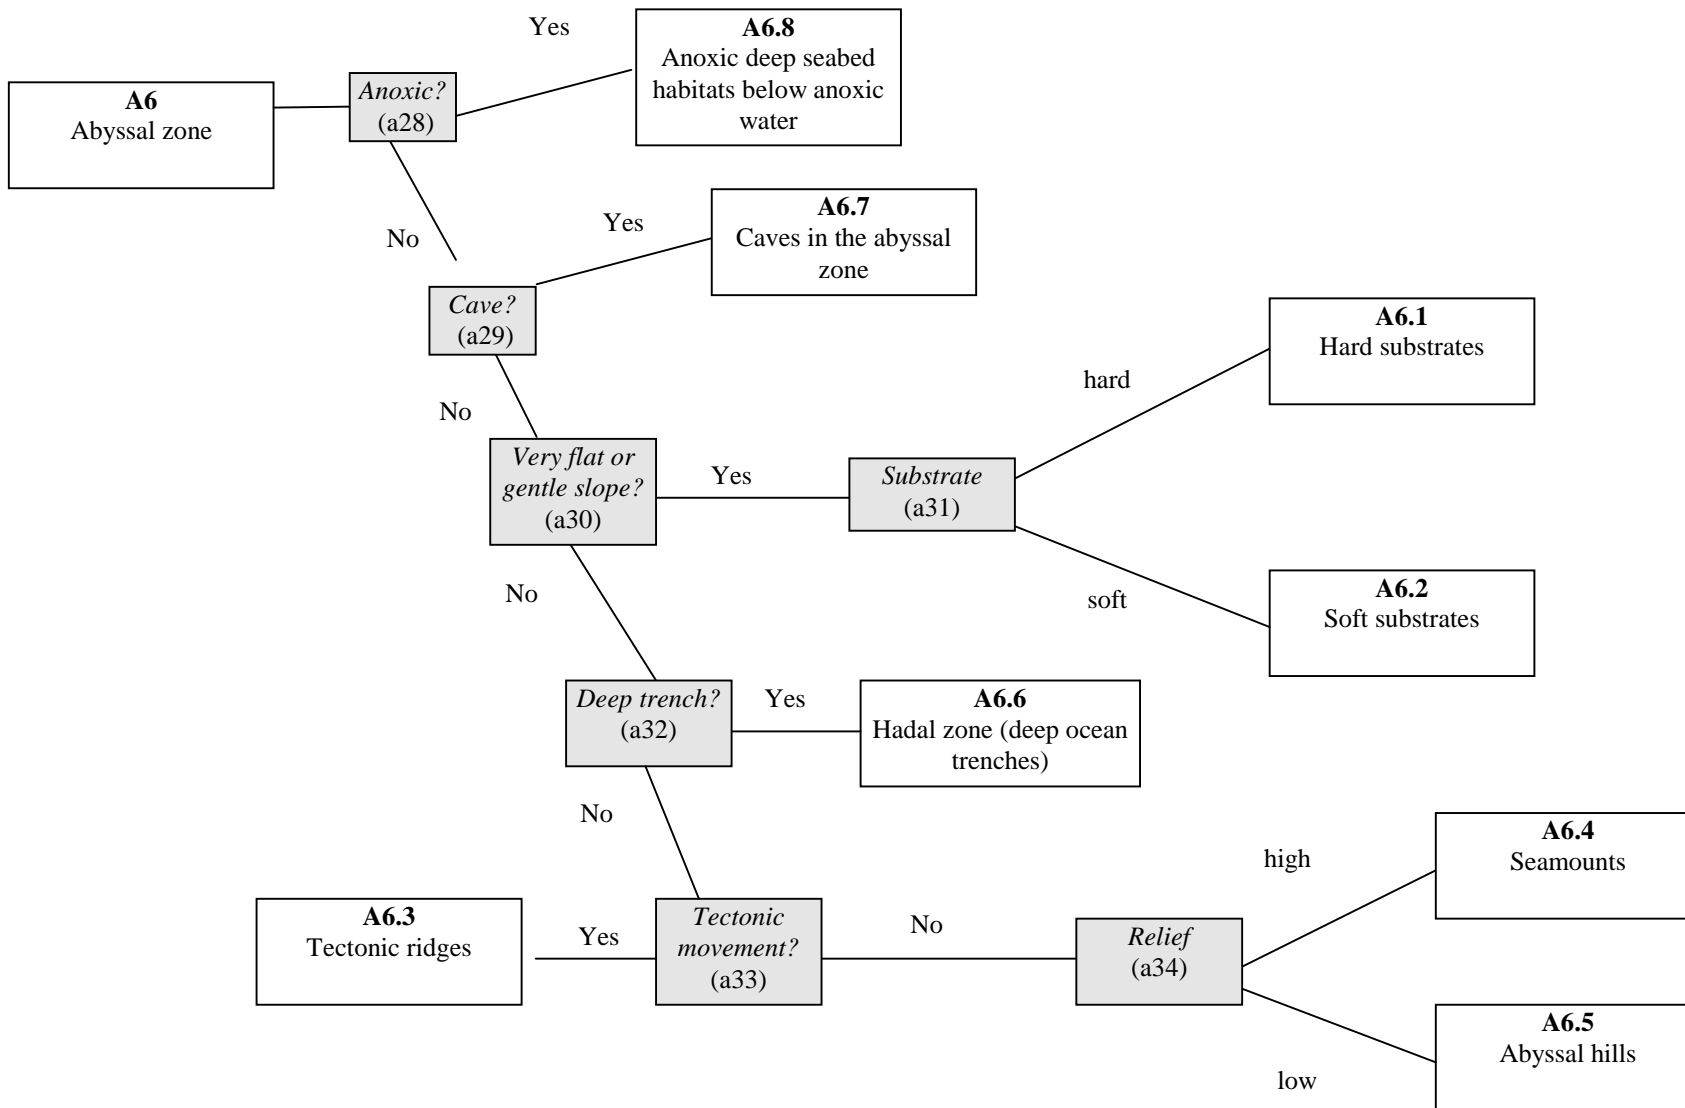 A6
Abyssal zone
Anoxic?
(a28)
Yes
A6.8
Anoxic deep seabed
habitats below anoxic
water
No
Yes
A6.7
Caves in the abyssal
zone
Cave?
(a29)
No
Very flat or
gentle slope?
(a30)
Yes
Substrate
(a31)
hard
A6.1
Hard substrates
soft
A6.2
Soft substrates
No
Deep trench?
(a32)
Yes
A6.6
Hadal zone (deep ocean
trenches)
No
A6.3
Tectonic ridges
Yes
Tectonic
movement?
(a33)
No
Relief
(a34)
high
A6.4
Seamounts
low
A6.5
Abyssal hills